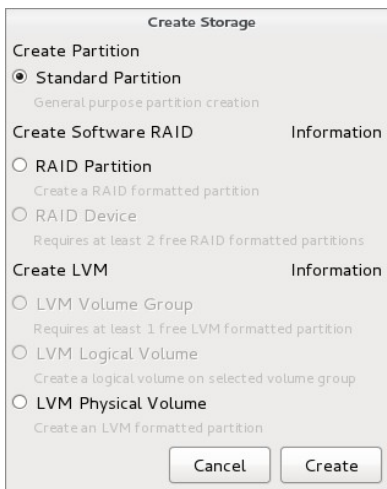 Create Storage
Create Partition
Standard Partition
General purpose partition creation
Create Software RAID Information
RAID Partition
Create a RAID formatted partition
RAID Device
Requires at least 2 free RAID formatted partitions
Create LVM Information
LVM Volume Group
Requires at least 1 free LVM formatted partition
LVM Logical Volume
Create a logical volume on selected volume group
LVM Physical Volume
Create an LVM formatted partition
Cancel Create